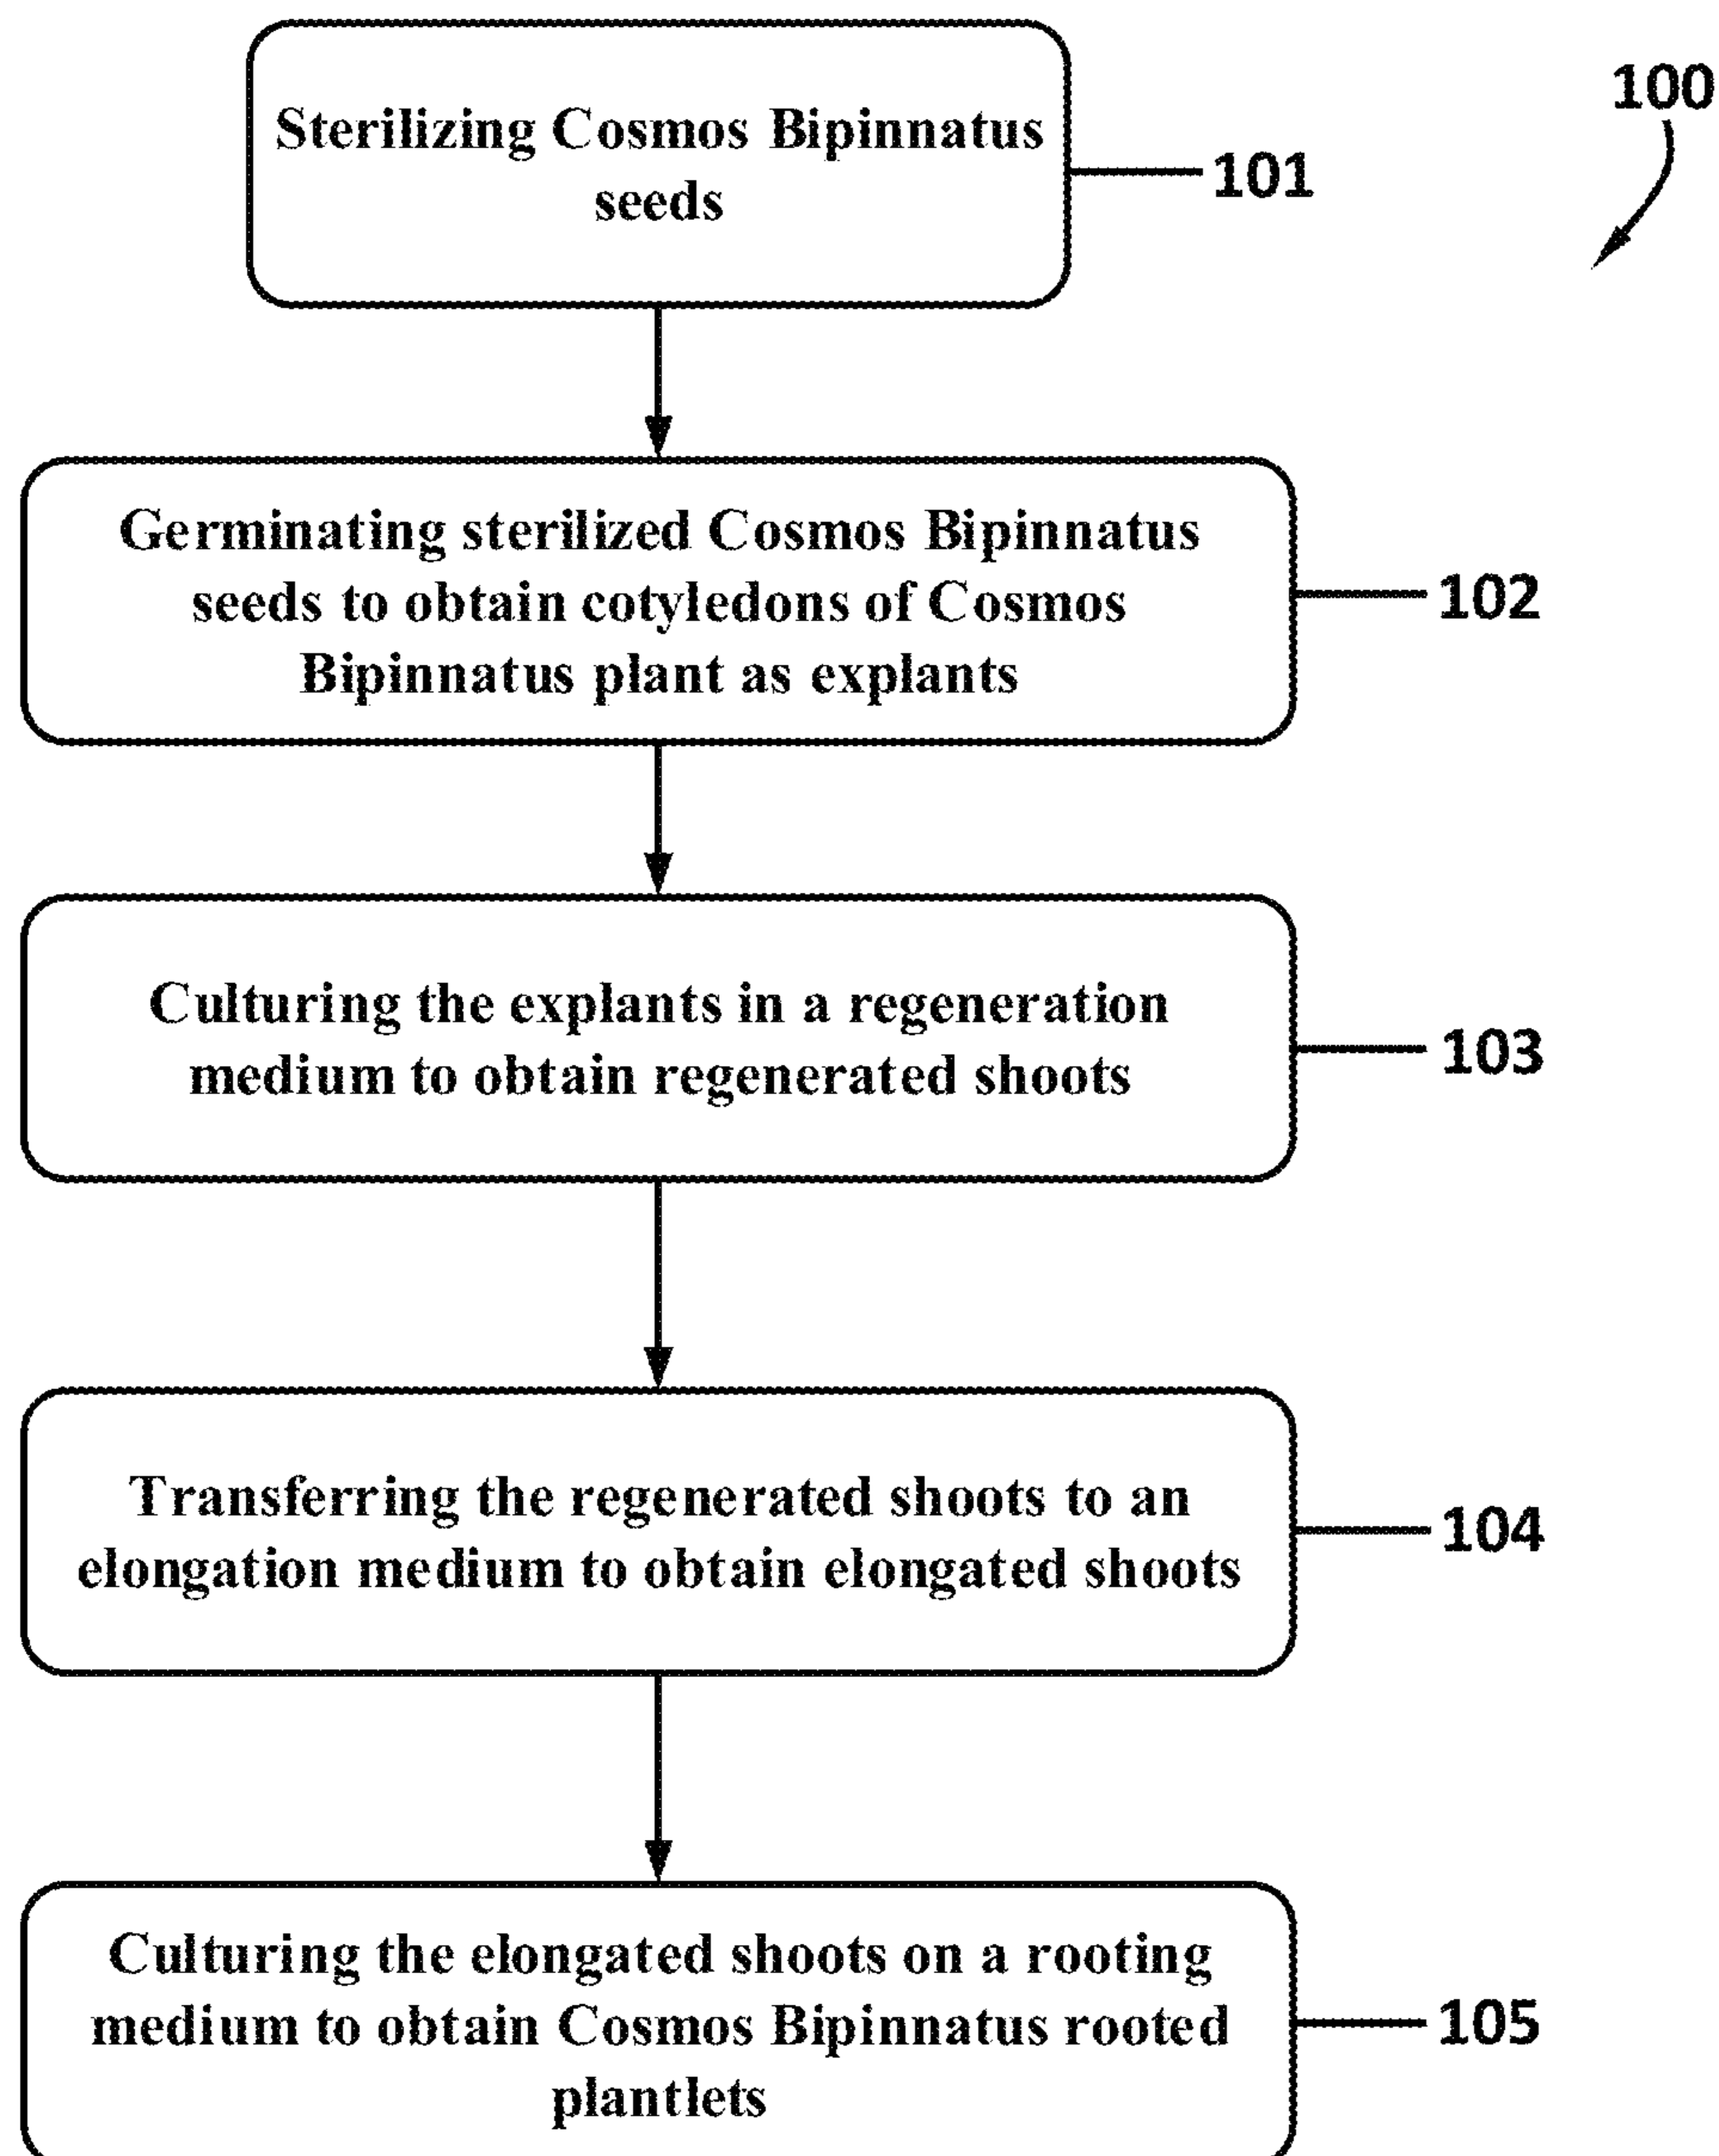 100
Sterilizing Cosmos Bipinnatus
seeds
101
Germinating sterilized Cosmos Bipinnatus
seeds to obtain cotyledons of Cosmos
Bipinnatus plant as explants
102
Culturing the explants in a regeneration
medium to obtain regenerated shoots
103
Transferring the regenerated shoots to an
elongation medium to obtain elongated shoots
104
Culturing the elongated shoots on a rooting
medium to obtain Cosmos Bipinnatus rooted
plantlets
105